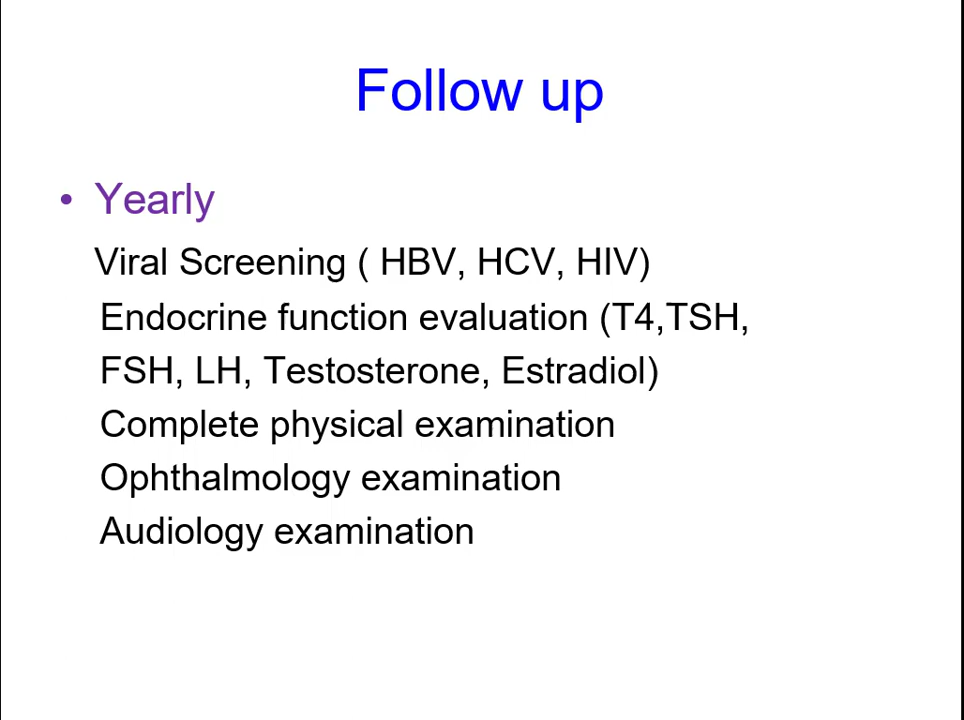 Follow up
• Yearly
Viral Screening ( HBV, HCV, HIV)
Endocrine function evaluation (T4,TSH,
FSH, LH, Testosterone, Estradiol)
Complete physical examination
Ophthalmology examination
Audiology examination